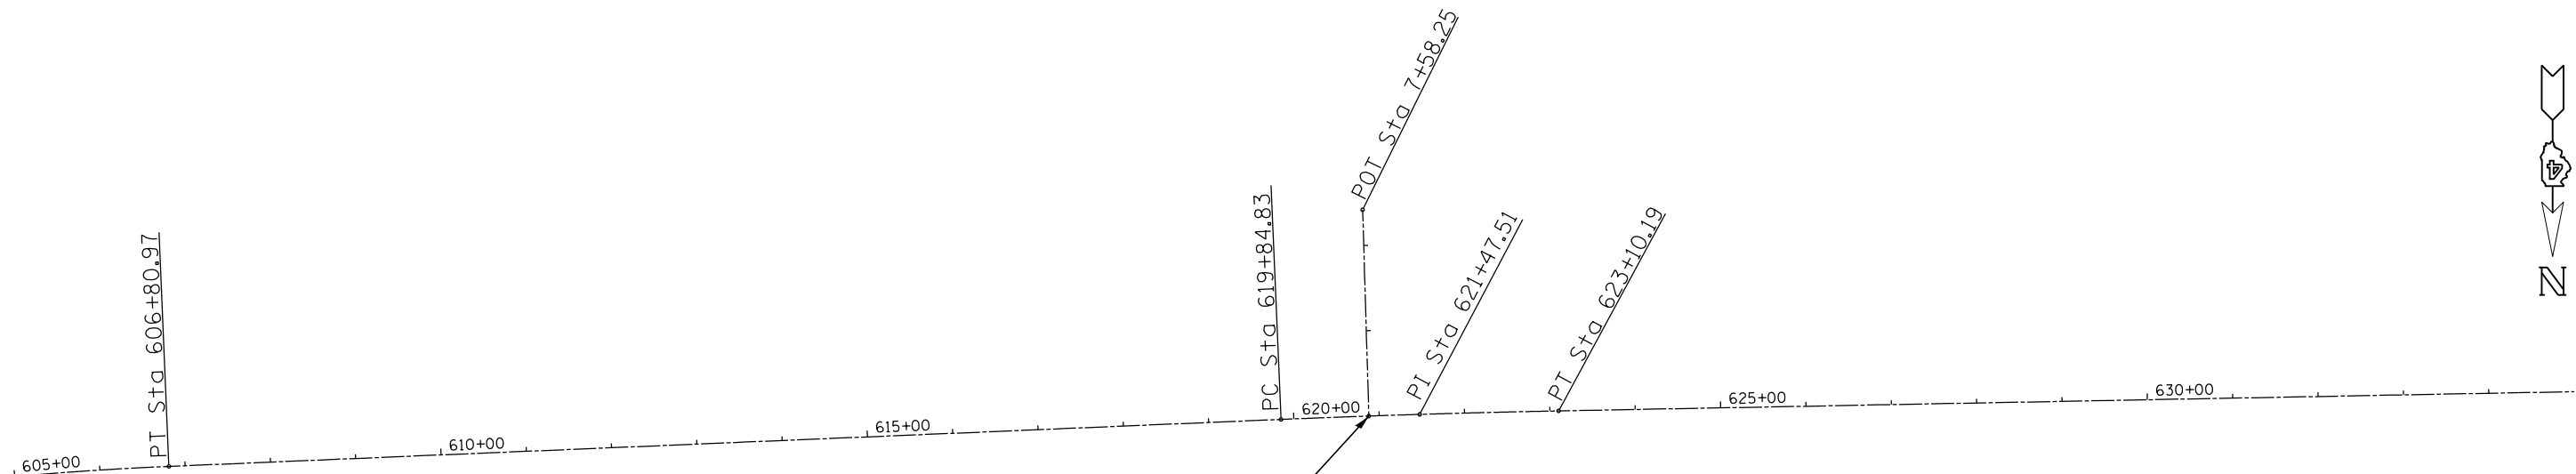 PT Sta 606+80.97
PC Sta 619+84.83
POT Sta 7+58.25
PI Sta 621+47.51
PT Sta 623+10.19
605+00
610+00
615+00
620+00
625+00
630+00
4
N